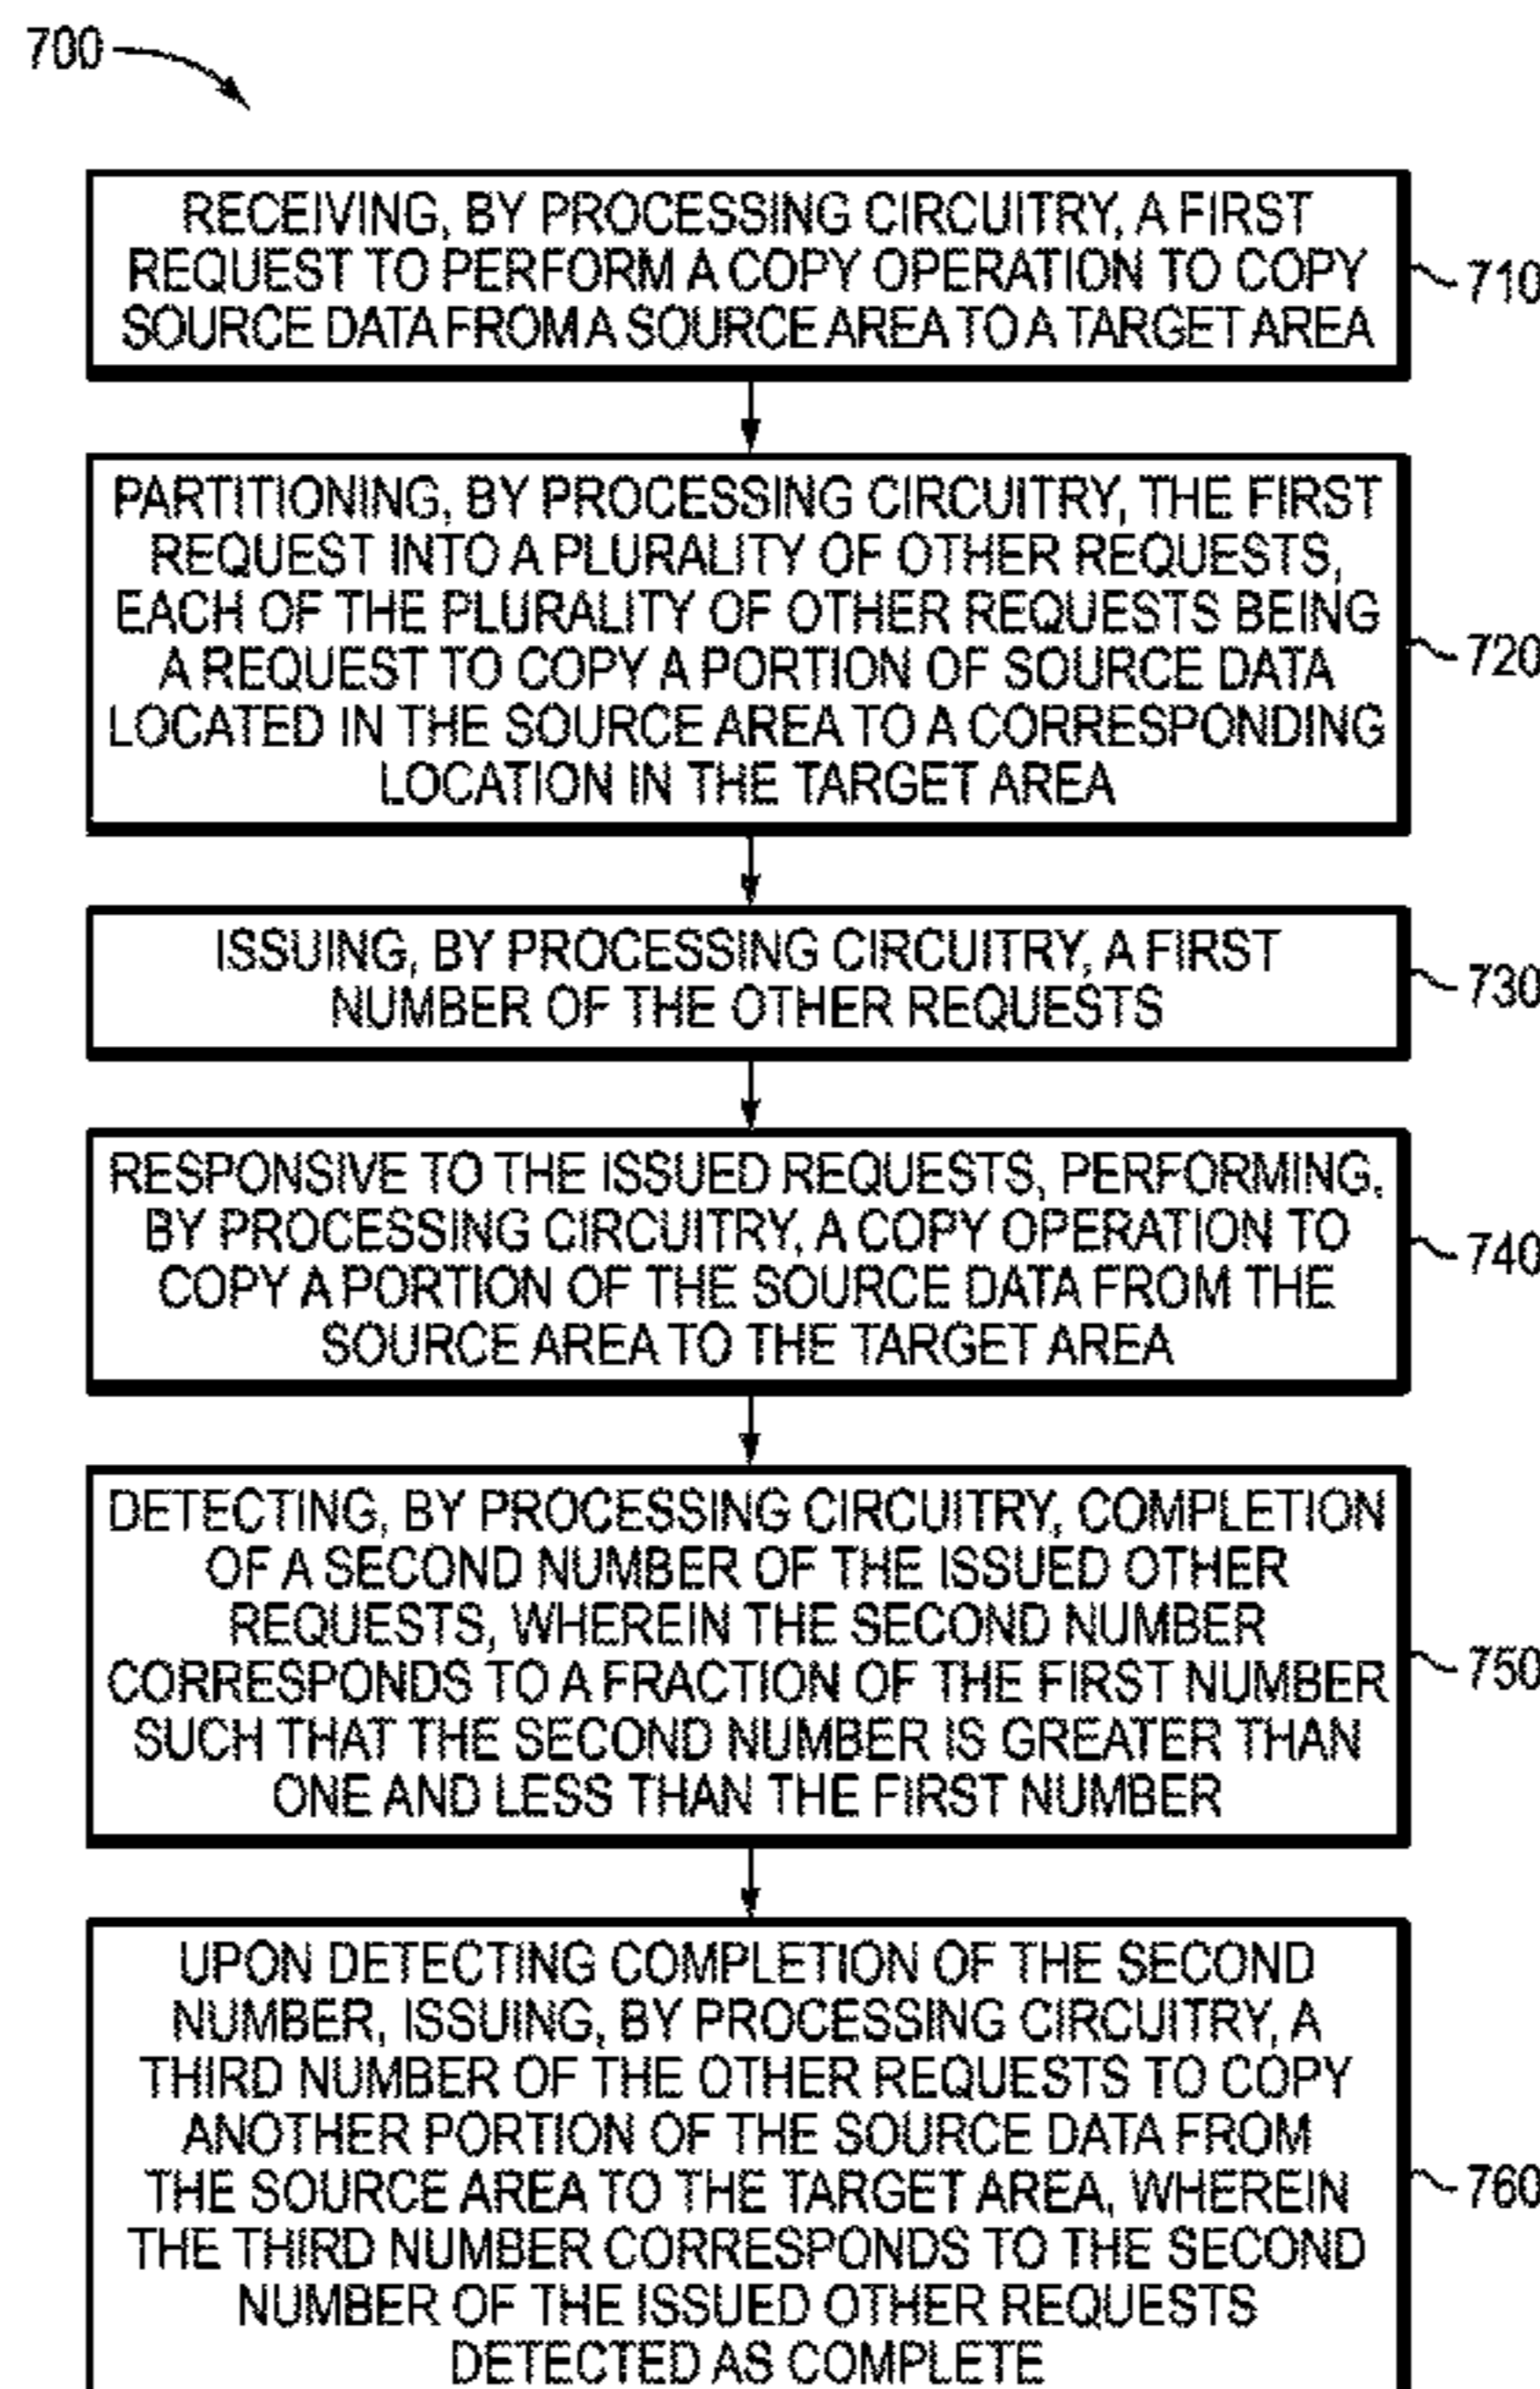 700
RECEIVING, BY PROCESSING CIRCUITRY, A FIRST
REQUEST TO PERFORM A COPY OPERATION TO COPY
SOURCE DATA FROM A SOURCE AREA TO A TARGET AREA
710
PARTITIONING, BY PROCESSING CIRCUITRY, THE FIRST
REQUEST INTO A PLURALITY OF OTHER REQUESTS,
EACH OF THE PLURALITY OF OTHER REQUESTS BEING
A REQUEST TO COPY A PORTION OF SOURCE DATA
LOCATED IN THE SOURCE AREA TO A CORRESPONDING
LOCATION IN THE TARGET AREA
720
ISSUING, BY PROCESSING CIRCUITRY, A FIRST
NUMBER OF THE OTHER REQUESTS
730
RESPONSIVE TO THE ISSUED REQUESTS, PERFORMING,
BY PROCESSING CIRCUITRY, A COPY OPERATION TO
COPY A PORTION OF THE SOURCE DATA FROM THE
SOURCE AREA TO THE TARGET AREA
740
DETECTING, BY PROCESSING CIRCUITRY, COMPLETION
OF A SECOND NUMBER OF THE ISSUED OTHER
REQUESTS, WHEREIN THE SECOND NUMBER
CORRESPONDS TO A FRACTION OF THE FIRST NUMBER
SUCH THAT THE SECOND NUMBER IS GREATER THAN
ONE AND LESS THAN THE FIRST NUMBER
750
UPON DETECTING COMPLETION OF THE SECOND
NUMBER, ISSUING, BY PROCESSING CIRCUITRY, A
THIRD NUMBER OF THE OTHER REQUESTS TO COPY
ANOTHER PORTION OF THE SOURCE DATA FROM
THE SOURCE AREA TO THE TARGET AREA, WHEREIN
THE THIRD NUMBER CORRESPONDS TO THE SECOND
NUMBER OF THE ISSUED OTHER REQUESTS
DETECTED AS COMPLETE
760